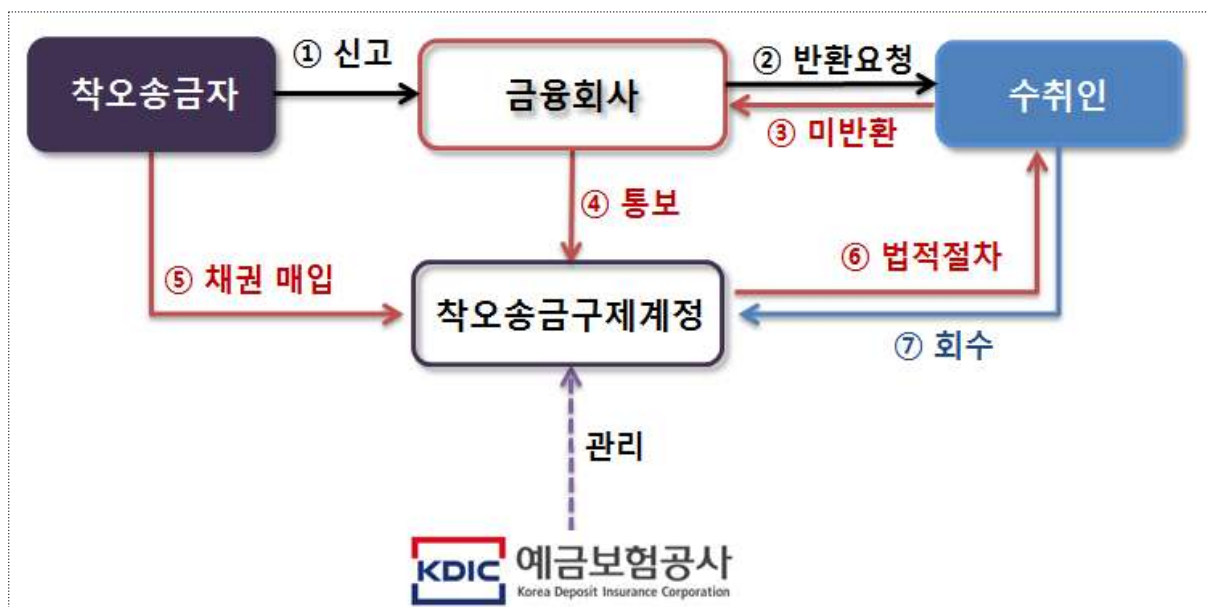 ① 신고
② 반환요청
착오송금자
금융회사
수취인
③ 미반환
④ 통보
⑤ 채권 매입
⑥ 법적절차
착오송금구제계정
⑦ 회수
관리
KDIC 예금보험공사
Korea Deposit Insurance Corporation